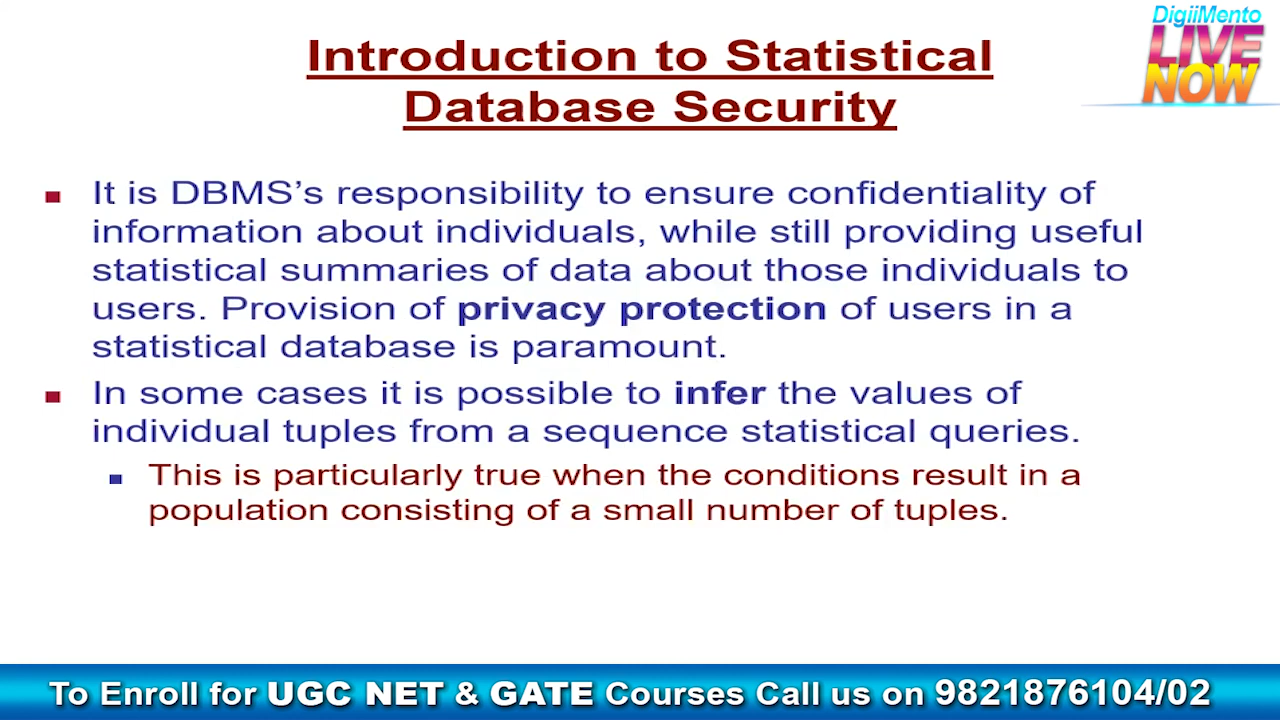 DigiiMento
LIVE
NOW
Introduction to Statistical
Database Security
It is DBMS’s responsibility to ensure confidentiality of
information about individuals, while still providing useful
statistical summaries of data about those individuals to
users. Provision of privacy protection of users in a
statistical database is paramount.
In some cases it is possible to infer the values of
individual tuples from a sequence statistical queries.
This is particularly true when the conditions result in a
population consisting of a small number of tuples.
To Enroll for UGC NET & GATE Courses Call us on 9821876104/02